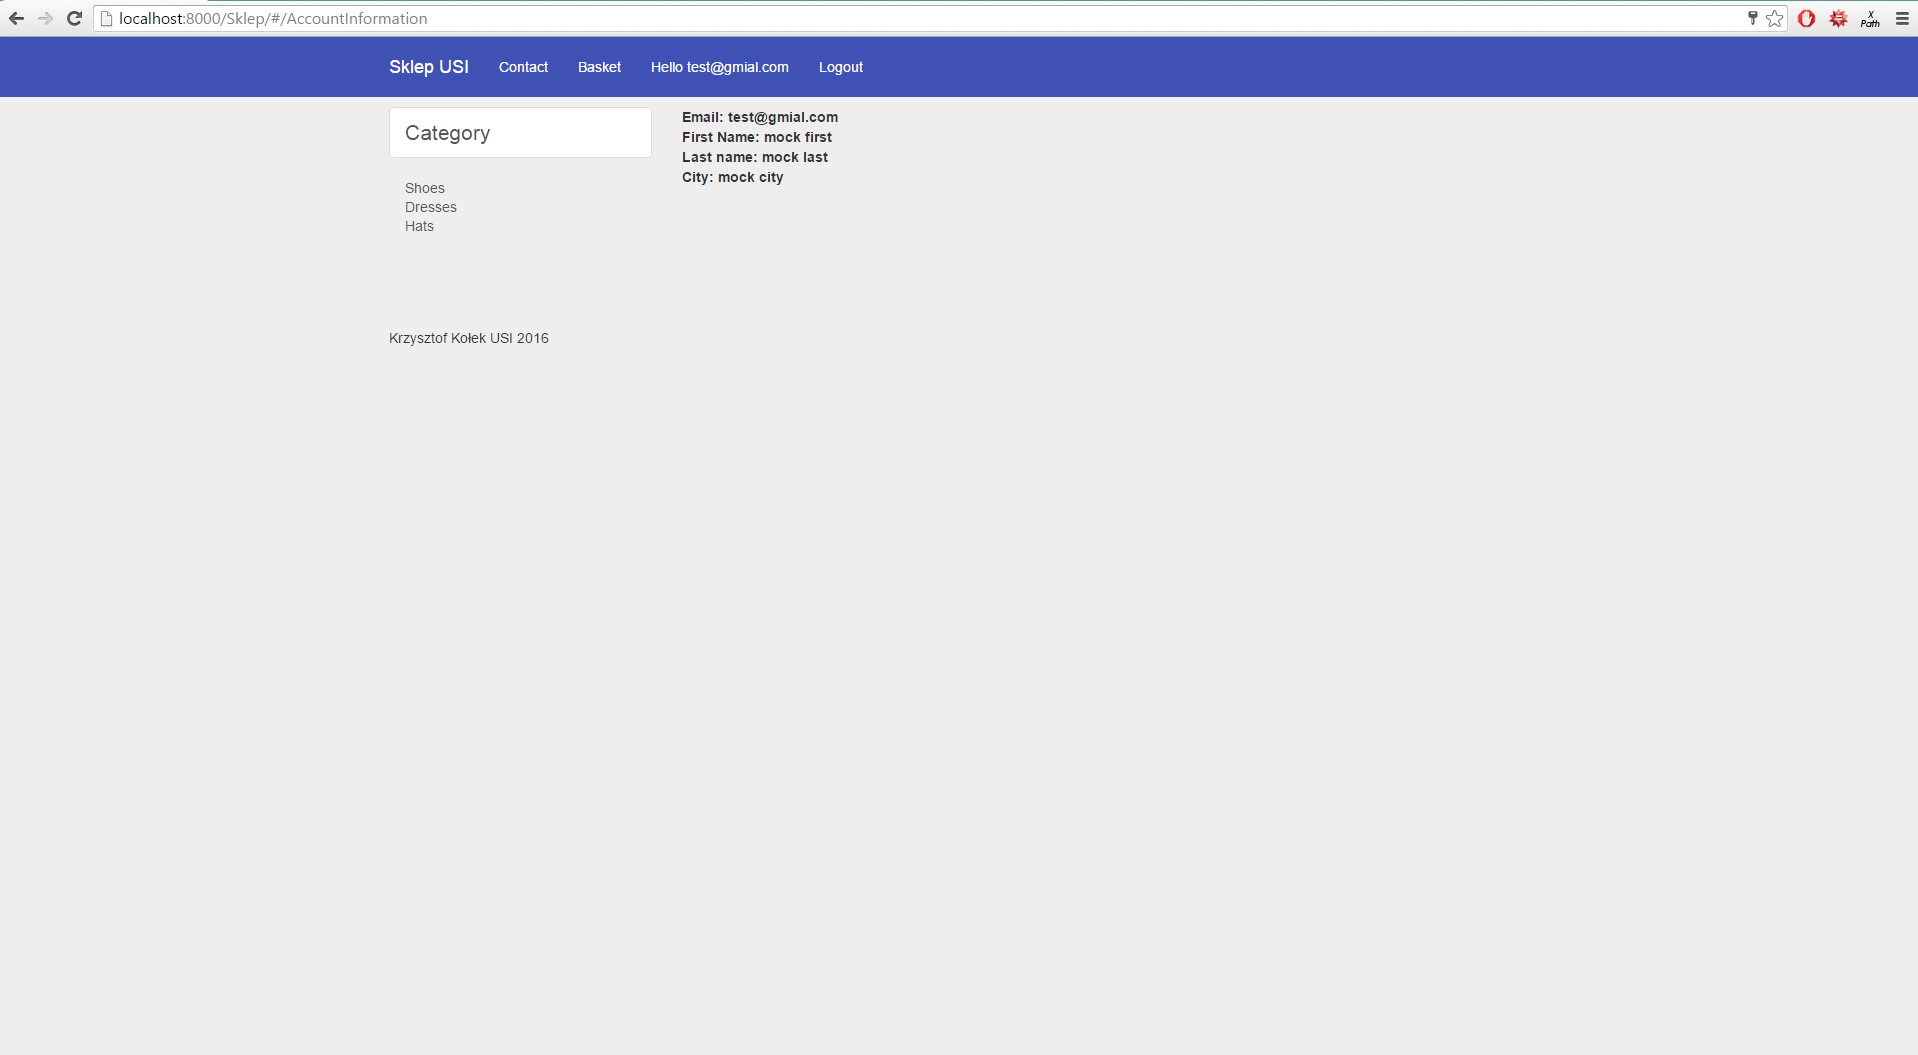 localhost:8000/Sklep/#/AccountInformation
X
Path
Sklep USI Contact Basket Hello test@gmial.com Logout
Category
Shoes
Dresses
Hats
Email: test@gmial.com
First Name: mock first
Last name: mock last
City: mock city
Krzysztof Kołek USI 2016